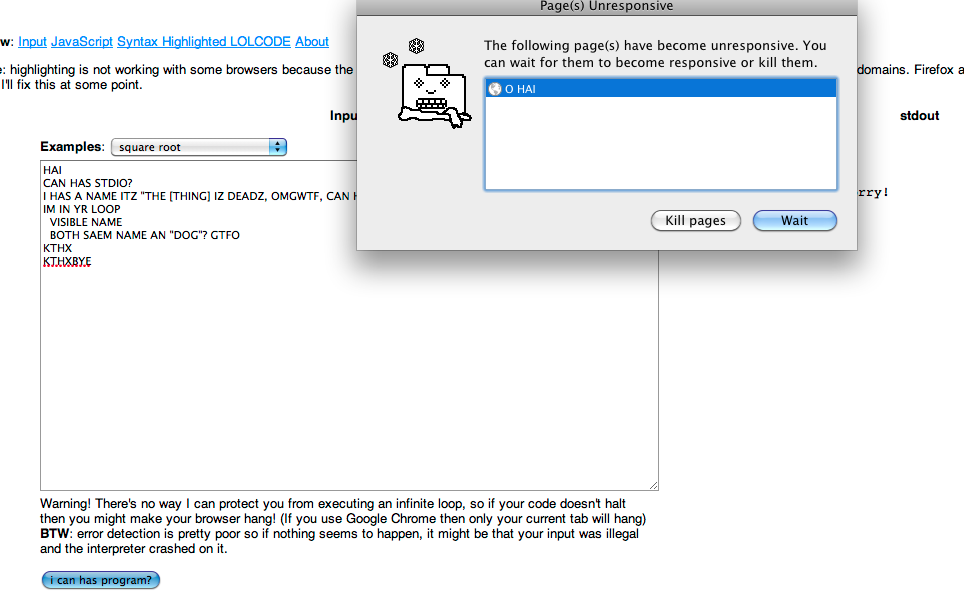 Page(s) Unresponsive
w: Input JavaScript Syntax Highlighted LOLCODE About
The following page(s) have become unresponsive. You
can wait for them to become responsive or kill them.
: highlighting is not working with some browsers because the
domains. Firefox a
I'll fix this at some point.
O HAI
Inpu
stdout
Examples: square root
HAI
CAN HAS STDIO?
I HAS A NAME ITZ "THE [THING] IZ DEADZ, OMGWTF, CAN H
rry!
IM IN YR LOOP
VISIBLE NAME
BOTH SAEM NAME AN "DOG"? GTFO
KTHX
KTHXBYE
Kill pages
Wait
Warning! There's no way I can protect you from executing an infinite loop, so if your code doesn't halt
then you might make your browser hang! (If you use Google Chrome then only your current tab will hang)
BTW: error detection is pretty poor so if nothing seems to happen, it might be that your input was illegal
and the interpreter crashed on it.
i can has program?